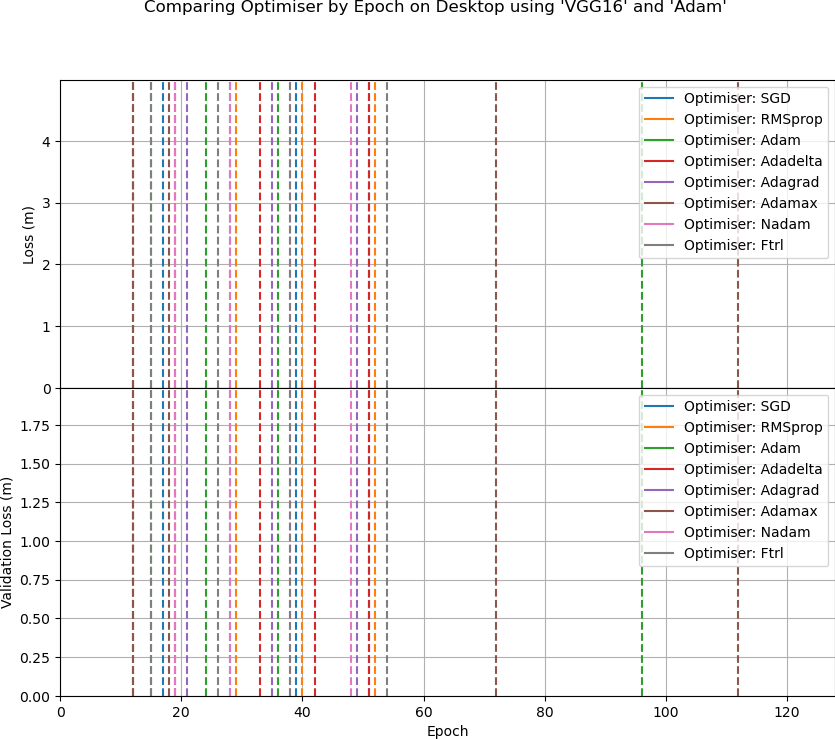 Comparing Optimiser by Epoch on Desktop using 'VGG16' and 'Adam'
Loss (m)
4
3
2
1
0
Optimiser: SGD
Optimiser: RMSprop
Optimiser: Adam
Optimiser: Adadelta
Optimiser: Adagrad
Optimiser: Adamax
Optimiser: Nadam
Optimiser: Ftrl
Validation Loss (m)
1.75
1.50
1.25
1.00
0.75
0.50
0.25
0.00
Optimiser: SGD
Optimiser: RMSprop
Optimiser: Adam
Optimiser: Adadelta
Optimiser: Adagrad
Optimiser: Adamax
Optimiser: Nadam
Optimiser: Ftrl
0 20 40 60 80 100 120
Epoch